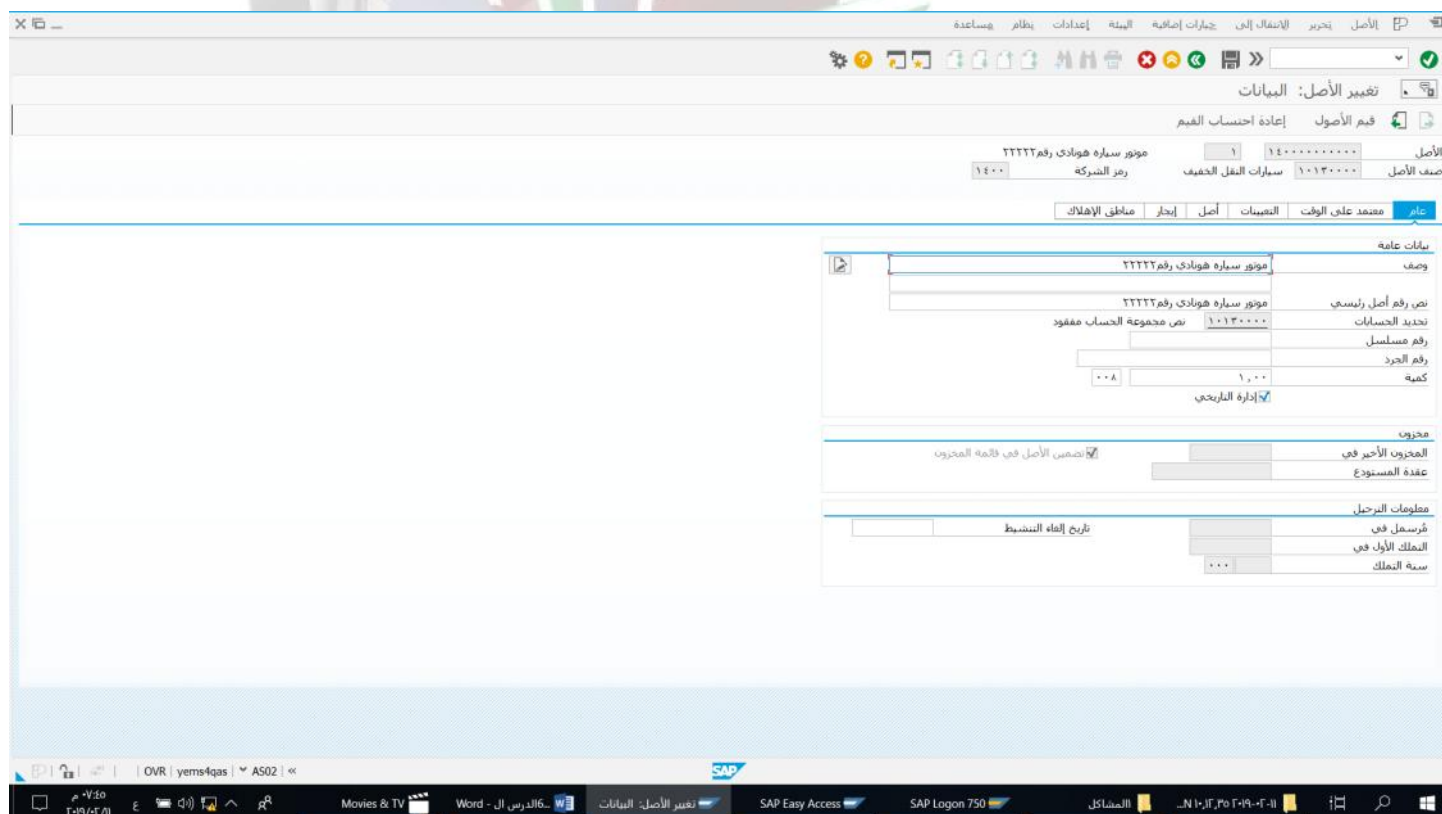 الأصل تحرير الانتقال إلى خيارات إضافية البيئة إعدادات نظام مساعدة
تغيير الأصل: البيانات
قيم الأصول إعادة احتساب القيم
الأصل ١٤٠٠٠٠٠٠٠٠٠٠ ١ موتور سياره هونادي رقم٢٢٢٢٢
صنف الأصل ١٠١٣٠٠٠٠ سيارات النقل الخفيف رمز الشركة ١٤٠٠
عام معتمد على الوقت التعيينات أصل إيجار مناطق الإهلاك
بيانات عامة
وصف موتور سياره هونادي رقم٢٢٢٢٢
نص رقم أصل رئيسي موتور سياره هونادي رقم٢٢٢٢٢
تحديد الحسابات ١٠١٣٠٠٠٠ نص مجموعة الحساب مفقود
رقم مسلسل
رقم الجرد
كمية ١,٠٠ ٠٠٨
إدارة التاريخي
مخزون
المخزون الأخير في تضمين الأصل في قائمة المخزون
عقدة المستودع
معلومات الترحيل
مُرسمل في تاريخ إلغاء التنشيط
التملك الأول في
سنة التملك ٠٠٠
SAP
OVR yems4qas AS02
المشاكل SAP Logon 750 SAP Easy Access تغيير الأصل: البيانات Word - الدرس ال6... Movies & TV ع ٠٧:٤٥ م